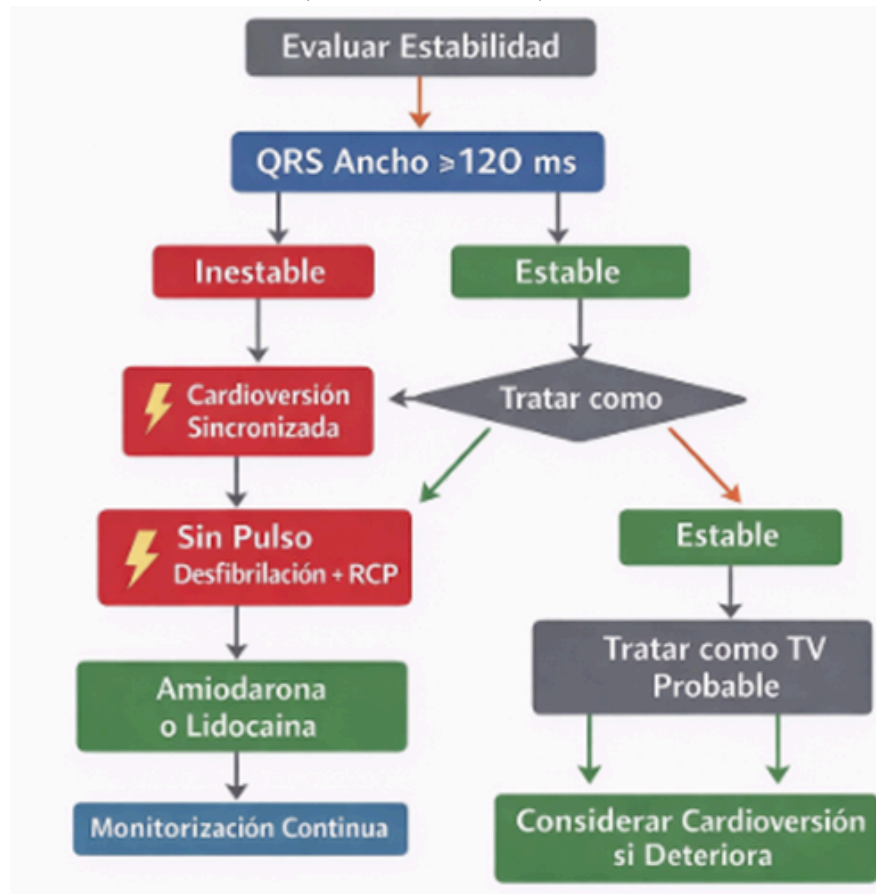 Evaluar Estabilidad
QRS Ancho ≥120 ms
Inestable
Estable
Cardioversión
Sincronizada
Tratar como
Sin Pulso
Desfibrilación + RCP
Estable
Amiodarona
o Lidocaina
Tratar como TV
Probable
Monitorización Continua
Considerar Cardioversión
si Deteriora